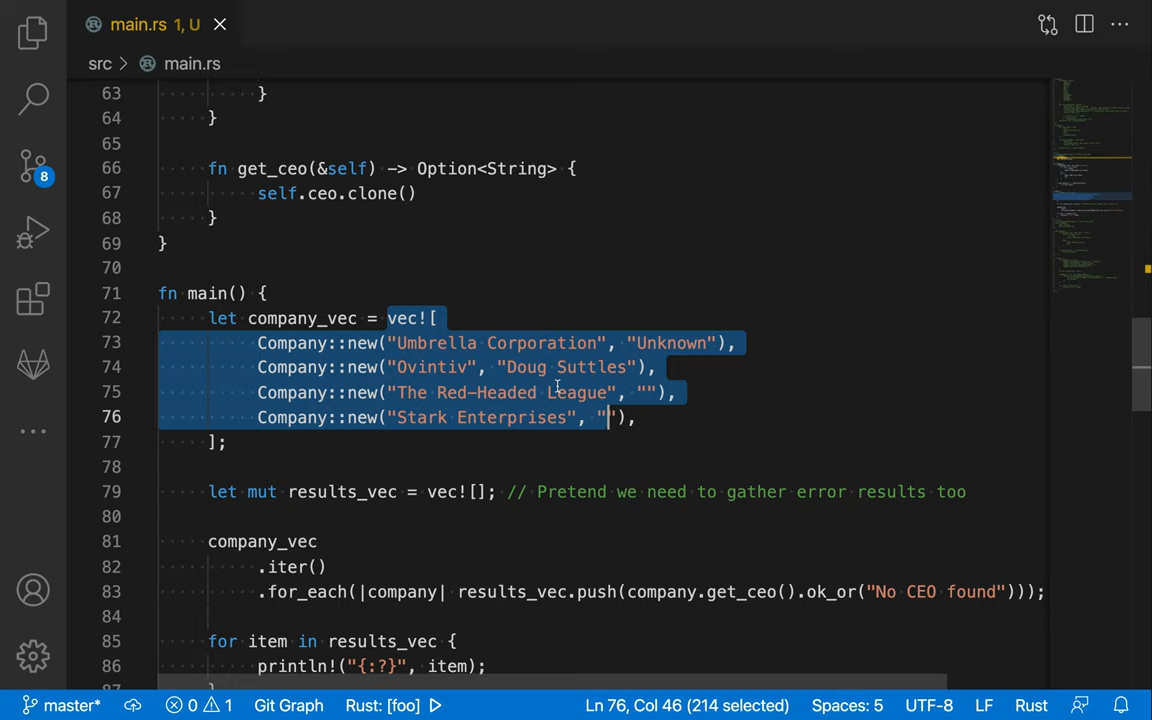 main.rs 1, U
src > main.rs
63 }
64 }
65
66 fn get_ceo(&self) -> Option<String> {
67 self.ceo.clone()
68 }
69 }
70
71 fn main() {
72 let company_vec = vec![
73 Company::new("Umbrella Corporation", "Unknown"),
74 Company::new("Ovintiv", "Doug Suttles"),
75 Company::new("The Red-Headed League", ""),
76 Company::new("Stark Enterprises", ""),
77 ];
78
79 let mut results_vec = vec![]; // Pretend we need to gather error results too
80
81 company_vec
82 .iter()
83 .for_each(|company| results_vec.push(company.get_ceo().ok_or("No CEO found")));
84
85 for item in results_vec {
86 println!("{:?}", item);
8
master* 0 1 Git Graph Rust: [foo] Ln 76, Col 46 (214 selected) Spaces: 5 UTF-8 LF Rust